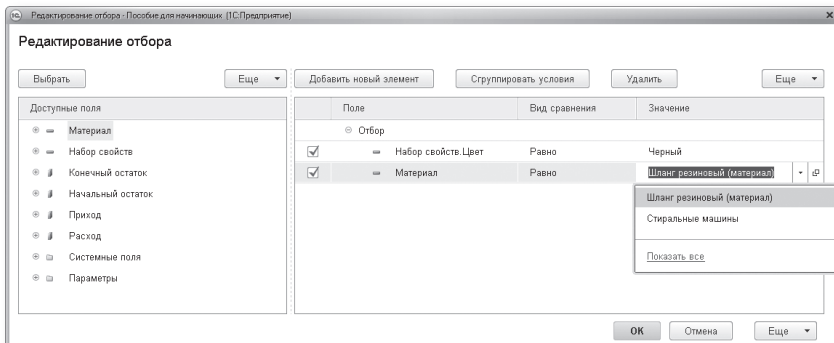 1С Редактирование отбора - Пособие для начинающих (1С:Предприятие)
Редактирование отбора
Выбрать Еще Добавить новый элемент Сгруппировать условия Удалить Еще
Доступные поля
Материал
Набор свойств
Конечный остаток
Начальный остаток
Приход
Расход
Системные поля
Параметры
Поле Вид сравнения Значение
Отбор
Набор свойств.Цвет Равно Черный
Материал Равно Шланг резиновый (материал)
Шланг резиновый (материал)
Стиральные машины
Показать все
ОК Отмена Еще